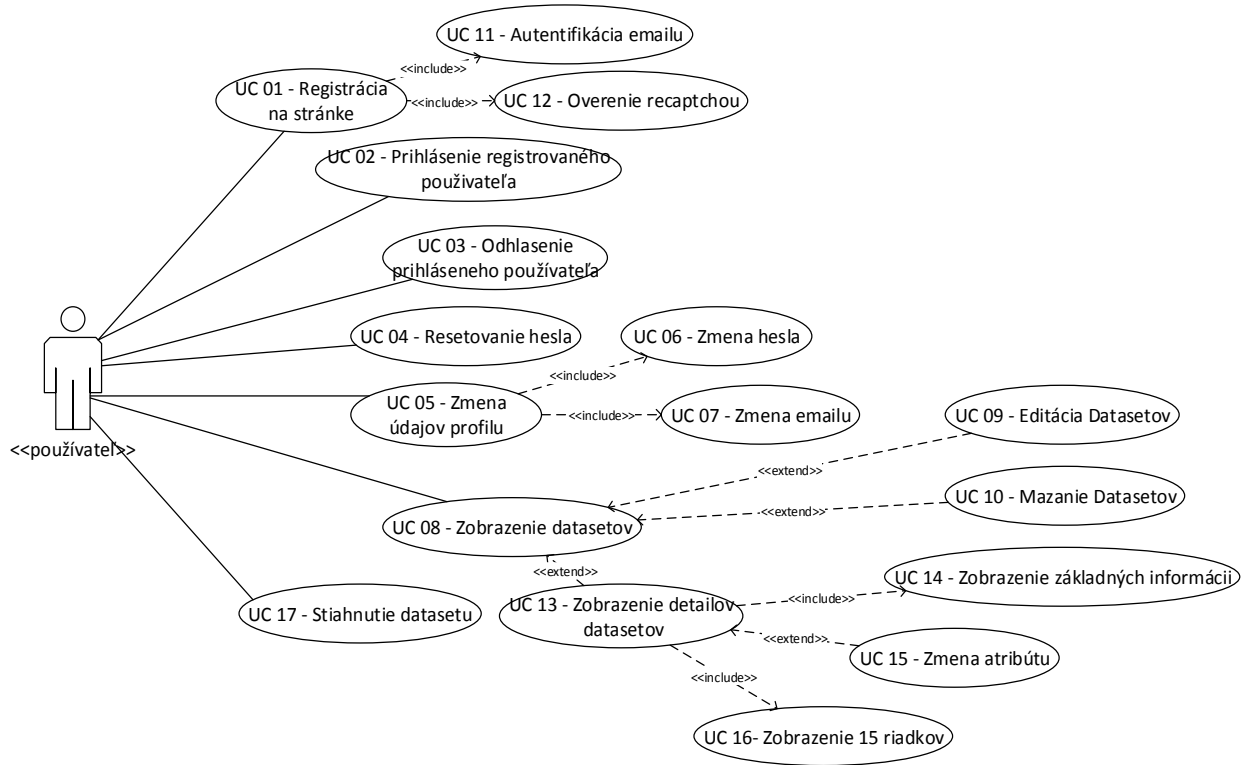 UC 11 - Autentifikácia emailu
<<include>>
UC 01 - Registrácia
na stránke
<<include>>
UC 12 - Overenie recaptchou
UC 02 - Prihlásenie registrovaného
použivateľa
UC 03 - Odhlasenie
prihláseneho používateľa
UC 04 - Resetovanie hesla
UC 06 - Zmena hesla
<<include>>
UC 05 - Zmena
údajov profilu
<<include>>
UC 07 - Zmena emailu
UC 09 - Editácia Datasetov
<<používateľ>>
<<extend>>
UC 10 - Mazanie Datasetov
<<extend>>
UC 08 - Zobrazenie datasetov
<<extend>>
UC 14 - Zobrazenie základných informácii
<<include>>
UC 13 - Zobrazenie detailov
datasetov
UC 17 - Stiahnutie datasetu
<<extend>>
UC 15 - Zmena atribútu
<<include>>
UC 16- Zobrazenie 15 riadkov